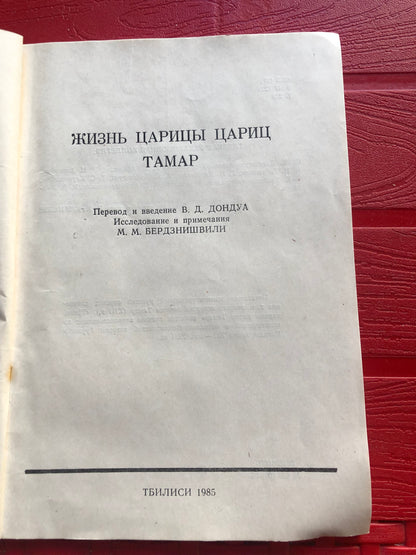 ЖИЗНЬ ЦАРИЦЫ ЦАРИЦ
ТАМАР
Перевод и введение В. Д. ДОНДУА
Исследование и примечания
М. М. БЕРДЗНИШВИЛИ
ТБИЛИСИ 1985